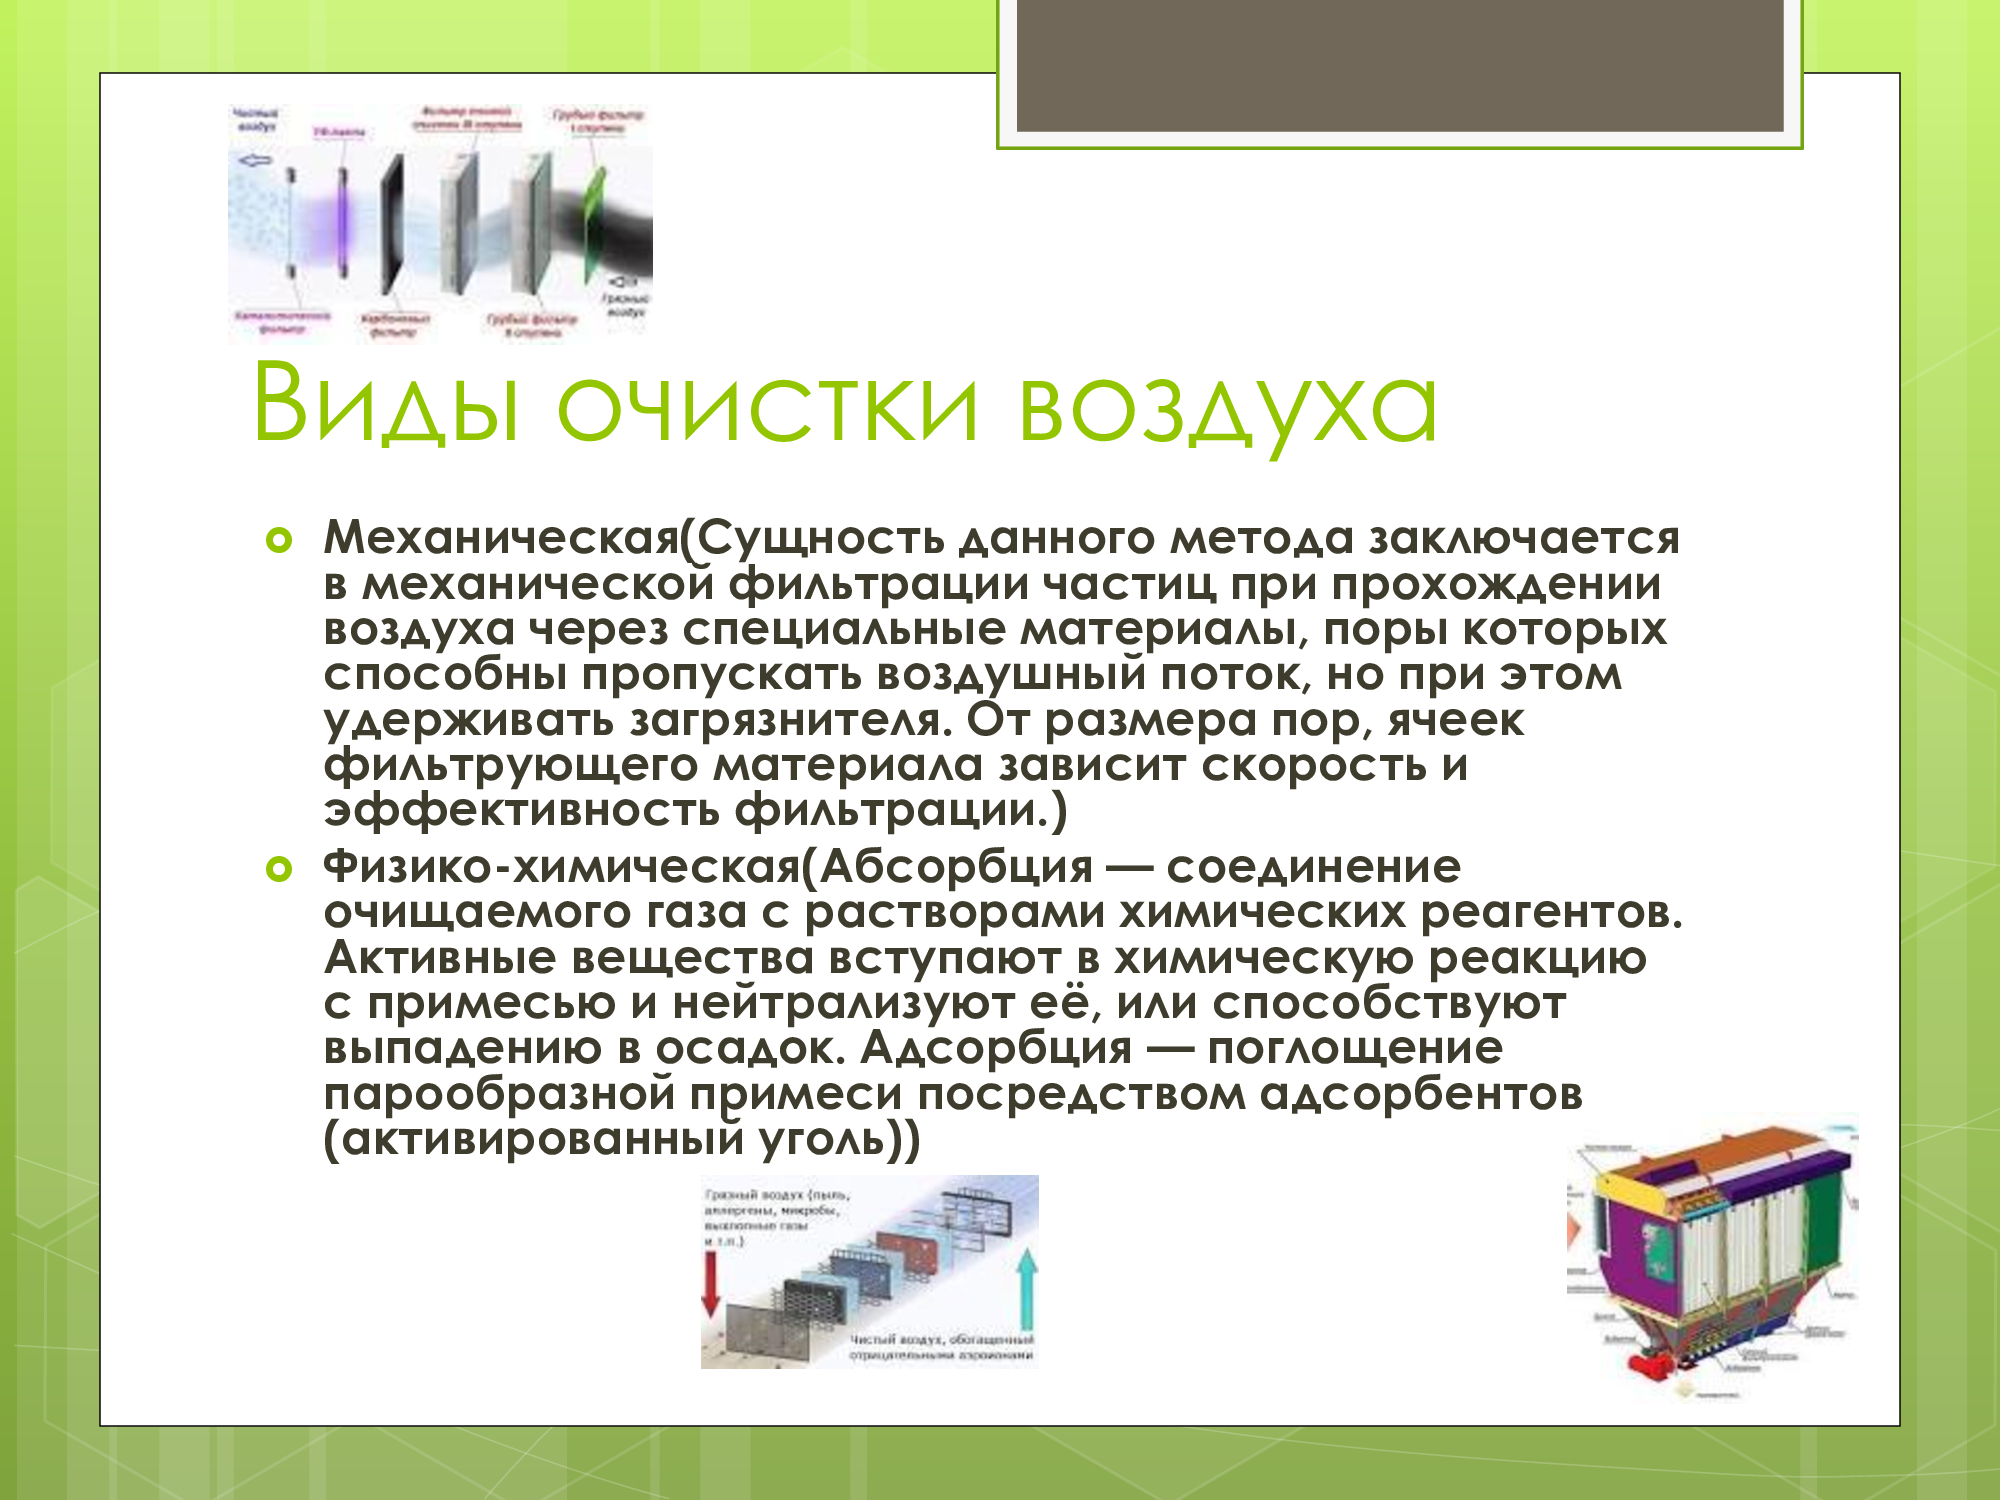 Чистый
воздух
УФ-лампа
Фильтр тонкой
очистки III ступени
Грубый фильтр
I ступени
Грязный
воздух
Каталитический
фильтр
Карбоновый
фильтр
Грубый фильтр
II ступени
Виды очистки воздуха
Механическая(Сущность данного метода заключается
в механической фильтрации частиц при прохождении
воздуха через специальные материалы, поры которых
способны пропускать воздушный поток, но при этом
удерживать загрязнителя. От размера пор, ячеек
фильтрующего материала зависит скорость и
эффективность фильтрации.)
Физико-химическая(Абсорбция — соединение
очищаемого газа с растворами химических реагентов.
Активные вещества вступают в химическую реакцию
с примесью и нейтрализуют её, или способствуют
выпадению в осадок. Адсорбция — поглощение
парообразной примеси посредством адсорбентов
(активированный уголь))
Грязный воздух (пыль,
аллергены, микробы,
выхлопные газы
и т.п.)
Чистый воздух, обогащенный
отрицательными аэроионами